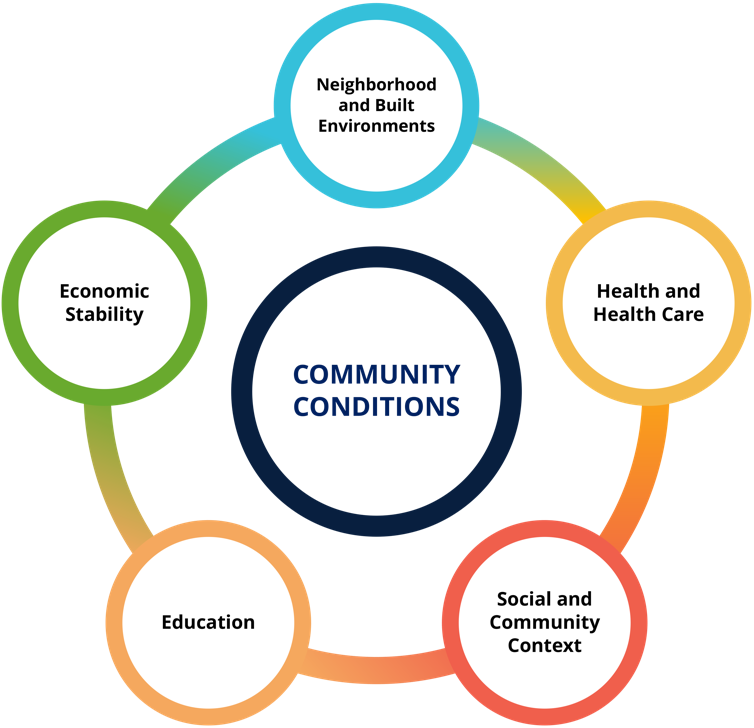 Neighborhood
and Built
Environments
Economic
Stability
Health and
Health Care
COMMUNITY
CONDITIONS
Education
Social and
Community
Context